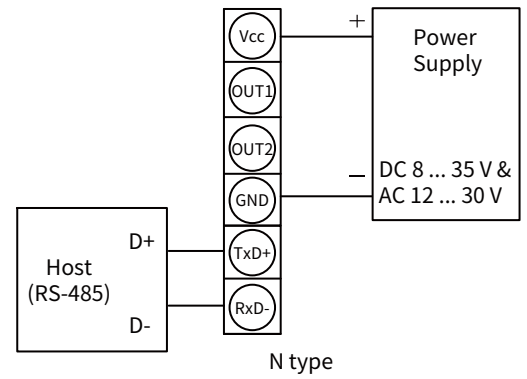 Vcc
OUT1
OUT2
GND
TxD+
RxD-
+
Power
Supply
–
DC 8 ... 35 V &
AC 12 ... 30 V
D+
Host
(RS-485)
D-
N type